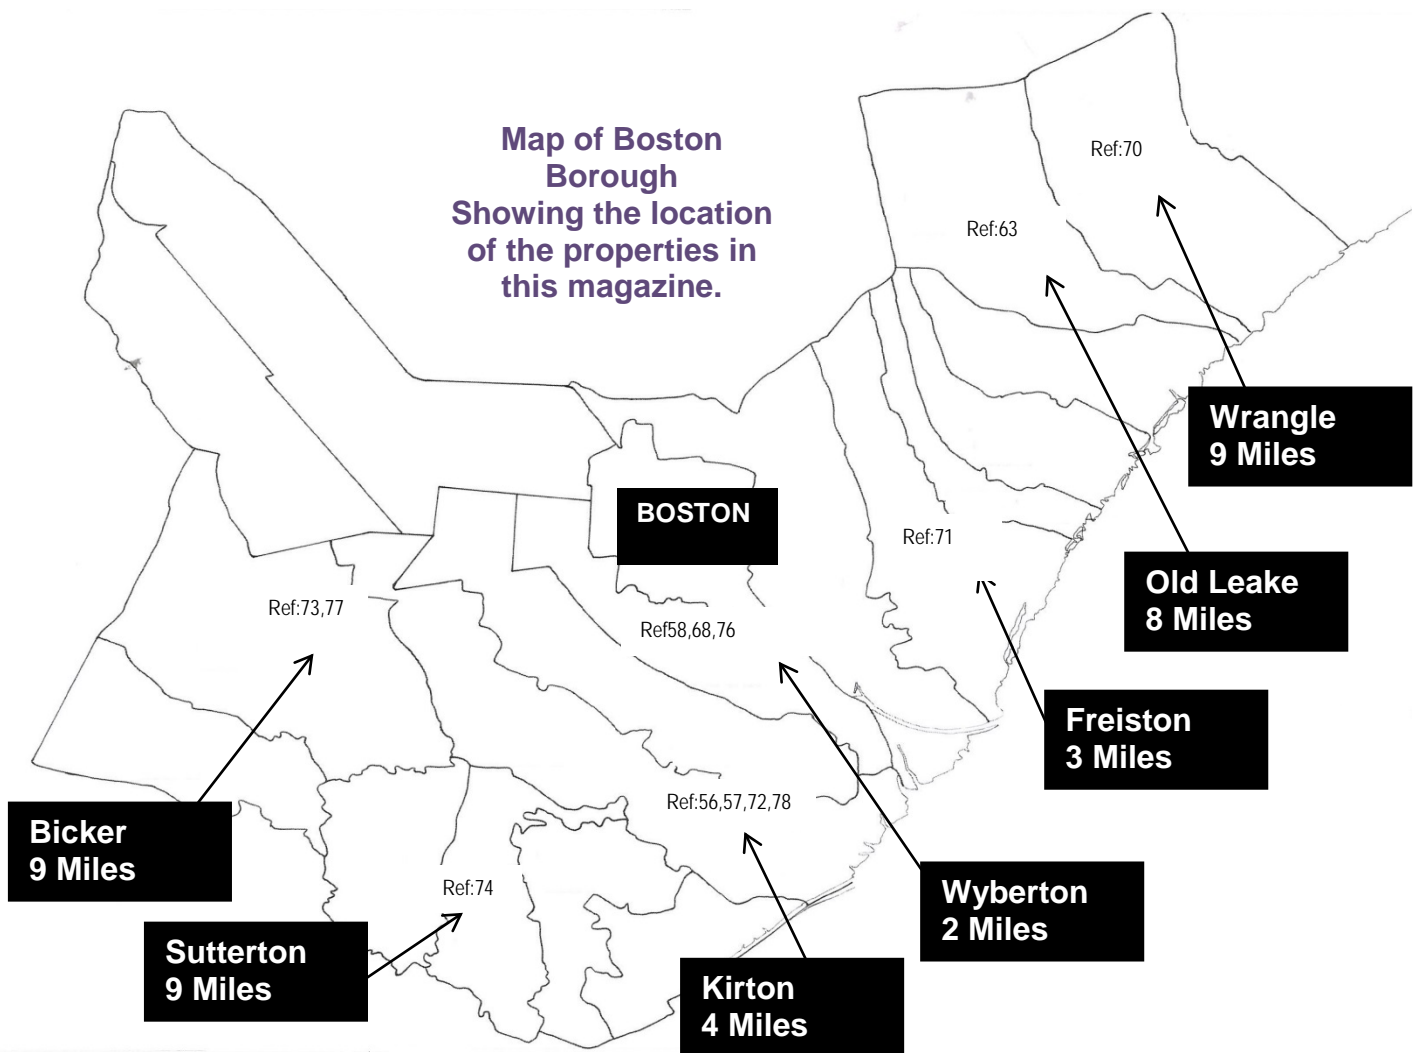 Map of Boston
Borough
Showing the location
of the properties in
this magazine.
Ref:70
Ref:63
Wrangle
9 Miles
BOSTON
Ref:71
Old Leake
8 Miles
Ref:73,77
Ref58,68,76
Freiston
3 Miles
Ref:56,57,72,78
Bicker
9 Miles
Ref:74
Wyberton
2 Miles
Sutterton
9 Miles
Kirton
4 Miles